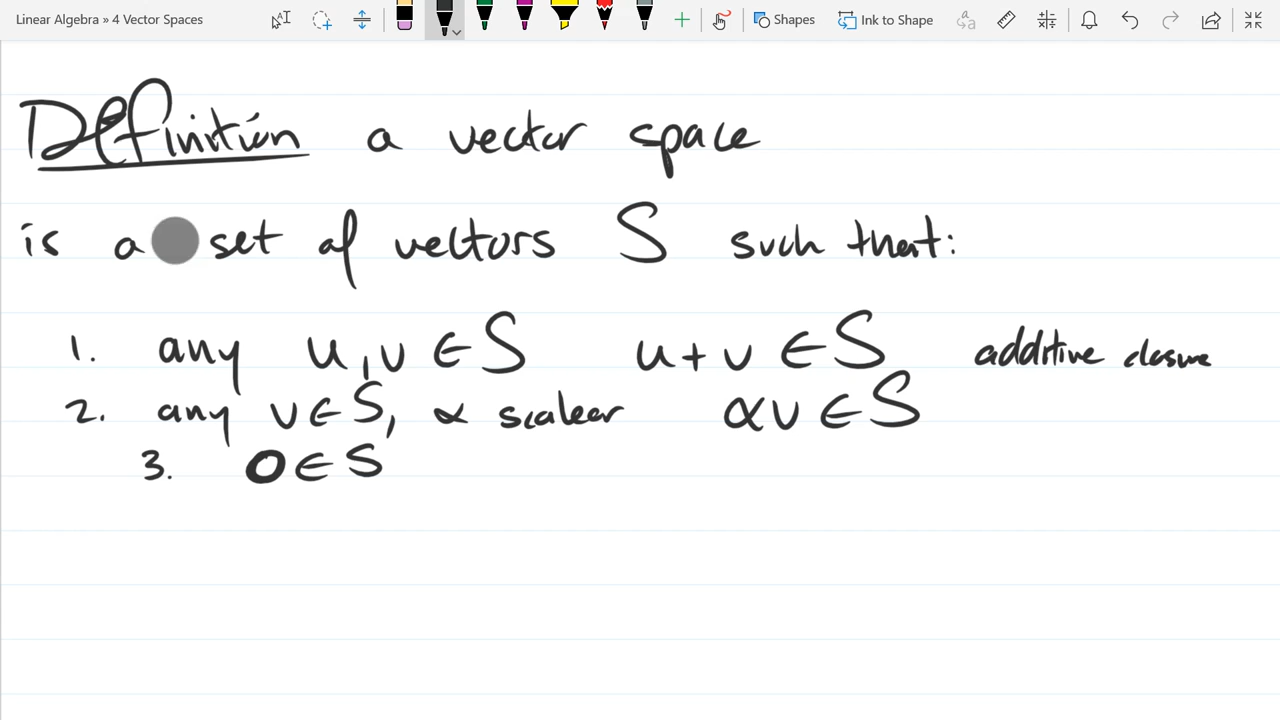 Linear Algebra » 4 Vector Spaces
Shapes
Ink to Shape
Definition a vector space
is a set of vectors S such that:
1. any u, v ∈ S u + v ∈ S additive closure
2. any v ∈ S, α scalear αv ∈ S
3. 0 ∈ S